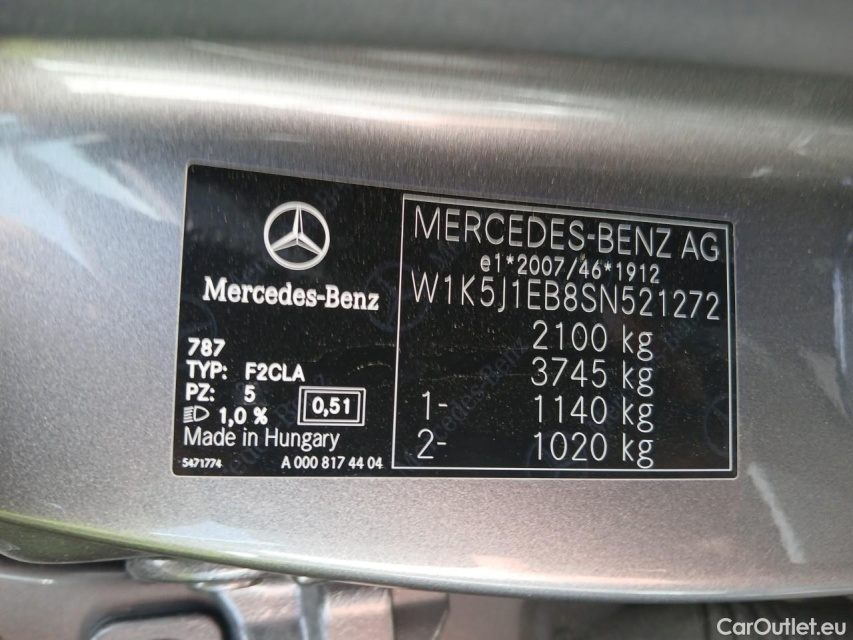 Mercedes-Benz
787
TYP: F2CLA
PZ: 5
1,0 %
0,51
Made in Hungary
5471774
A 000 817 44 04
MERCEDES-BENZ AG
e1*2007/46*1912
W1K5J1EB8SN521272
2100 kg
3745 kg
1- 1140 kg
2- 1020 kg
CarOutlet.eu